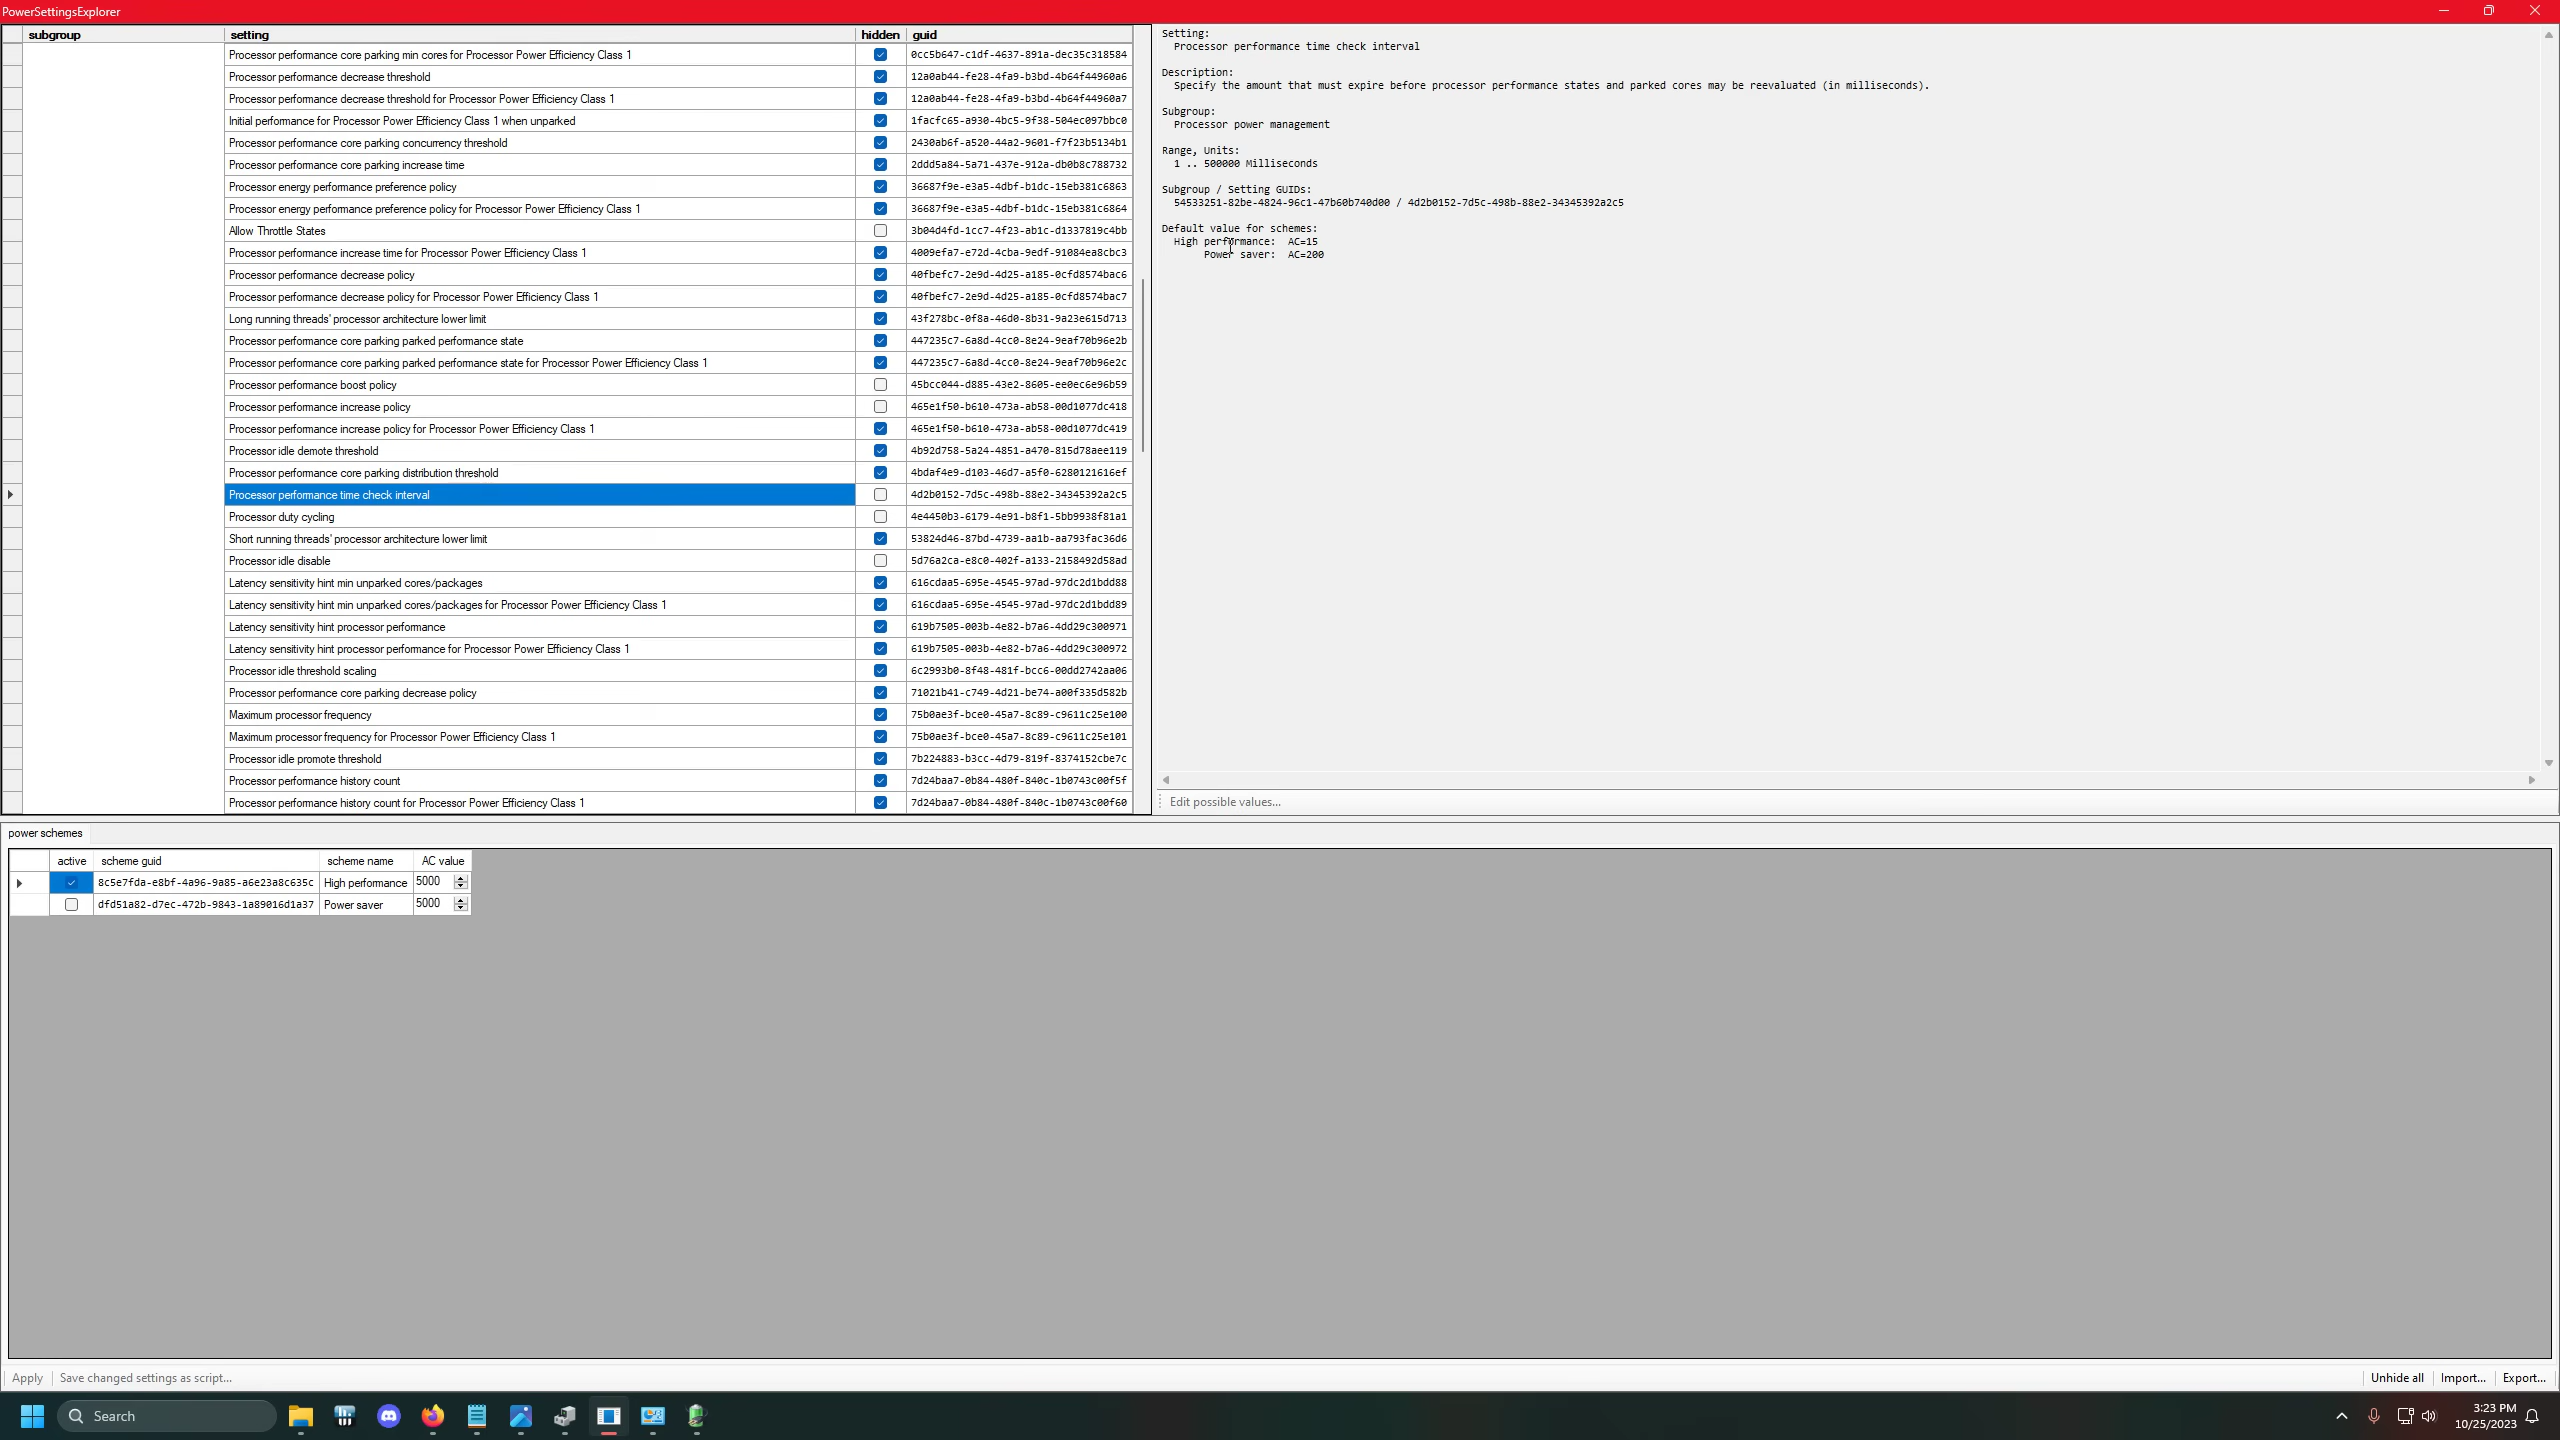 PowerSettingsExplorer
subgroup setting hidden guid
Processor performance core parking min cores for Processor Power Efficiency Class 1 0cc5b647-c1df-4637-891a-dec35c318584
Processor performance decrease threshold 12a0ab44-fe28-4fa9-b3bd-4b64f44960a6
Processor performance decrease threshold for Processor Power Efficiency Class 1 12a0ab44-fe28-4fa9-b3bd-4b64f44960a7
Initial performance for Processor Power Efficiency Class 1 when unparked 1facfc65-a930-4bc5-9f38-504ec097bbc0
Processor performance core parking concurrency threshold 2430ab6f-a520-44a2-9601-f7f23b5134b1
Processor performance core parking increase time 2ddd5a84-5a71-437e-912a-db0b8c788732
Processor energy performance preference policy 36687f9e-e3a5-4dbf-b1dc-15eb381c6863
Processor energy performance preference policy for Processor Power Efficiency Class 1 36687f9e-e3a5-4dbf-b1dc-15eb381c6864
Allow Throttle States 3b04d4fd-1cc7-4f23-ab1c-d1337819c4bb
Processor performance increase time for Processor Power Efficiency Class 1 4009efa7-e72d-4cba-9edf-91084ea8cbc3
Processor performance decrease policy 40fbefc7-2e9d-4d25-a185-0cfd8574bac6
Processor performance decrease policy for Processor Power Efficiency Class 1 40fbefc7-2e9d-4d25-a185-0cfd8574bac7
Long running threads' processor architecture lower limit 43f278bc-0f8a-46d0-8b31-9a23e615d713
Processor performance core parking parked performance state 447235c7-6a8d-4cc0-8e24-9eaf70b96e2b
Processor performance core parking parked performance state for Processor Power Efficiency Class 1 447235c7-6a8d-4cc0-8e24-9eaf70b96e2c
Processor performance boost policy 45bcc044-d885-43e2-8605-ee0ec6e96b59
Processor performance increase policy 465e1f50-b610-473a-ab58-00d1077dc418
Processor performance increase policy for Processor Power Efficiency Class 1 465e1f50-b610-473a-ab58-00d1077dc419
Processor idle demote threshold 4b92d758-5a24-4851-a470-815d78aee119
Processor performance core parking distribution threshold 4bdaf4e9-d103-46d7-a5f0-6280121616ef
Processor performance time check interval 4d2b0152-7d5c-498b-88e2-34345392a2c5
Processor duty cycling 4e4450b3-6179-4e91-b8f1-5bb9938f81a1
Short running threads' processor architecture lower limit 53824d46-87bd-4739-aa1b-aa793fac36d6
Processor idle disable 5d76a2ca-e8c0-402f-a133-2158492d58ad
Latency sensitivity hint min unparked cores/packages 616cdaa5-695e-4545-97ad-97dc2d1bdd88
Latency sensitivity hint min unparked cores/packages for Processor Power Efficiency Class 1 616cdaa5-695e-4545-97ad-97dc2d1bdd89
Latency sensitivity hint processor performance 619b7505-003b-4e82-b7a6-4dd29c300971
Latency sensitivity hint processor performance for Processor Power Efficiency Class 1 619b7505-003b-4e82-b7a6-4dd29c300972
Processor idle threshold scaling 6c2993b0-8f48-481f-bcc6-00dd2742aa06
Processor performance core parking decrease policy 71021b41-c749-4d21-be74-a00f335d582b
Maximum processor frequency 75b0ae3f-bce0-45a7-8c89-c9611c25e100
Maximum processor frequency for Processor Power Efficiency Class 1 75b0ae3f-bce0-45a7-8c89-c9611c25e101
Processor idle promote threshold 7b224883-b3cc-4d79-819f-8374152cbe7c
Processor performance history count 7d24baa7-0b84-480f-840c-1b0743c00f5f
Processor performance history count for Processor Power Efficiency Class 1 7d24baa7-0b84-480f-840c-1b0743c00f60
Setting:
Processor performance time check interval
Description:
Specify the amount that must expire before processor performance states and parked cores may be reevaluated (in milliseconds).
Subgroup:
Processor power management
Range, Units:
1 .. 500000 Milliseconds
Subgroup / Setting GUIDs:
54533251-82be-4824-96c1-47b60b740d00 / 4d2b0152-7d5c-498b-88e2-34345392a2c5
Default value for schemes:
High performance: AC=15
Power saver: AC=200
Edit possible values...
power schemes
active scheme guid scheme name AC value
8c5e7fda-e8bf-4a96-9a85-a6e23a8c635c High performance 5000
dfd51a82-d7ec-472b-9843-1a89016d1a37 Power saver 5000
Apply Save changed settings as script... Unhide all Import... Export...
Search
3:23 PM
10/25/2023